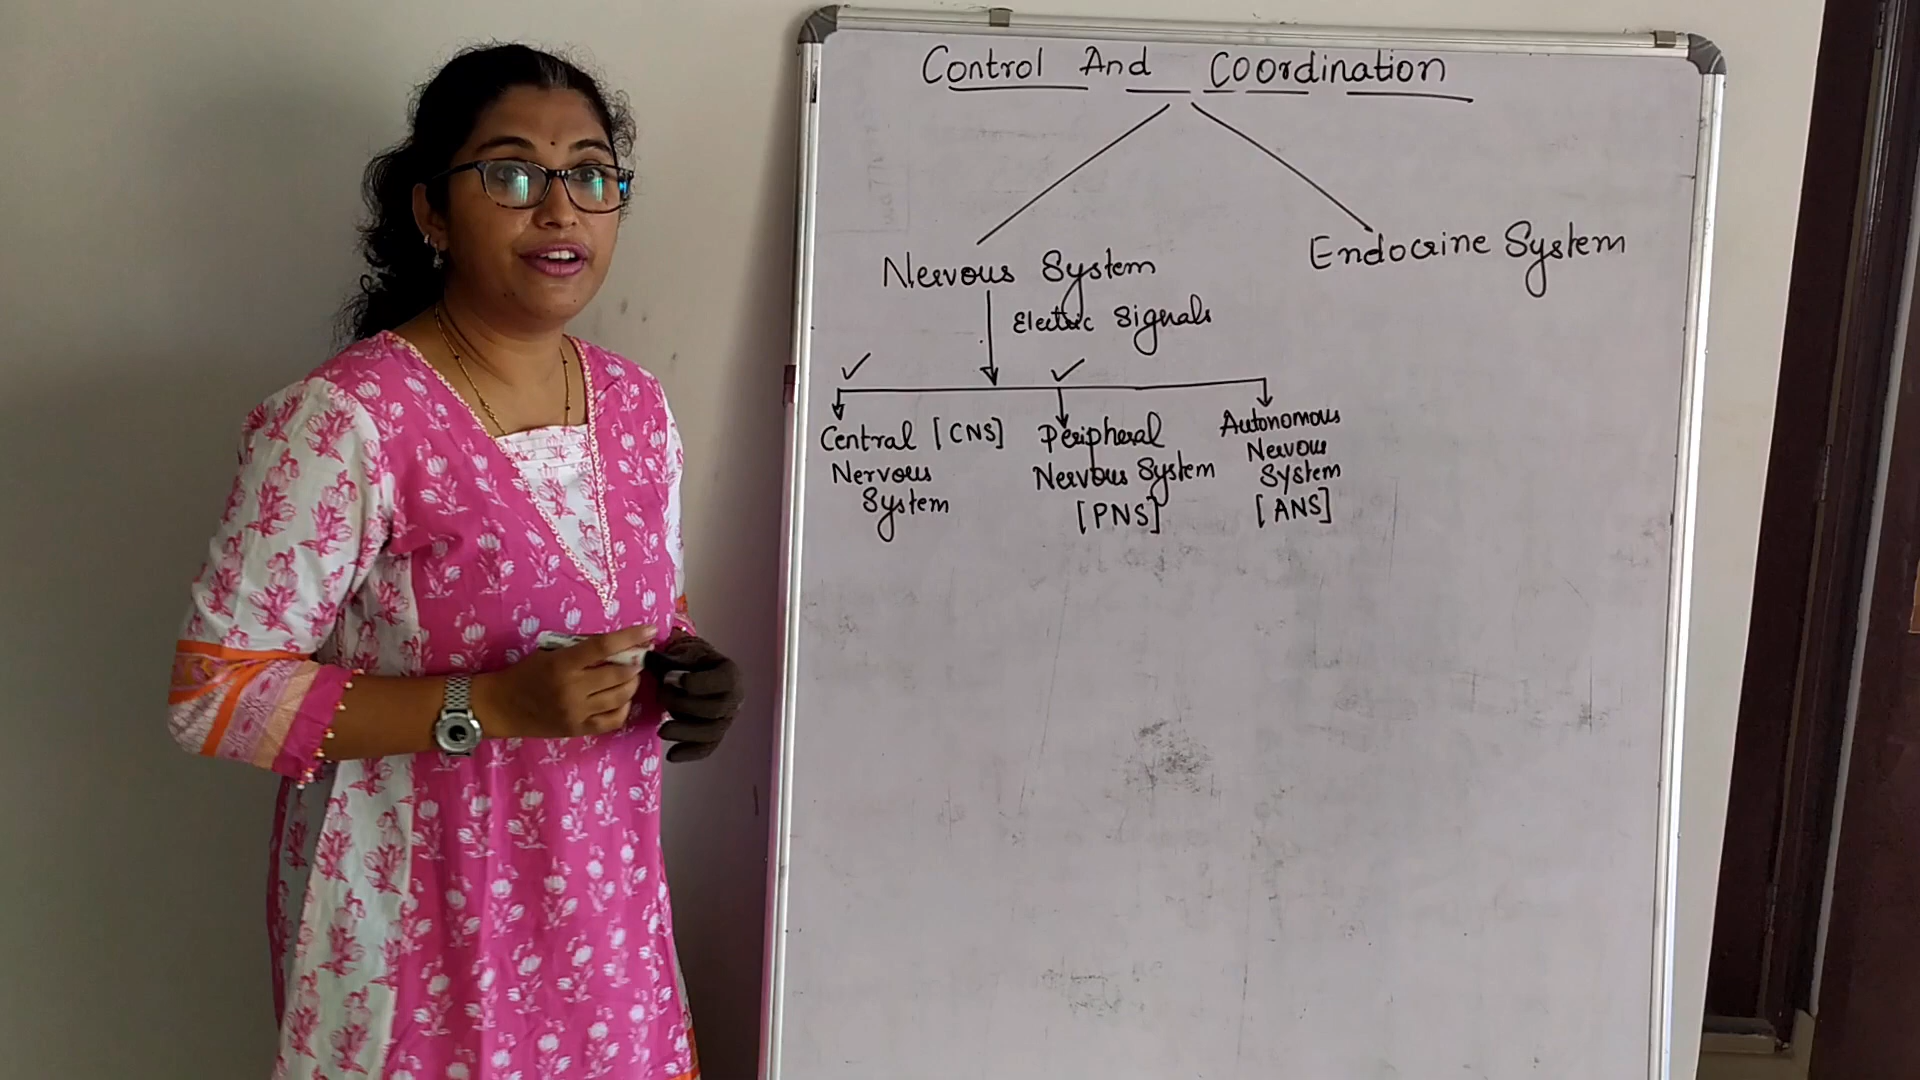 Control And Coordination
Nervous System
Endocrine System
Electric Signals
Central [CNS]
Nervous
System
Peripheral
Nervous System
[PNS]
Autonomous
Nervous
System
[ANS]